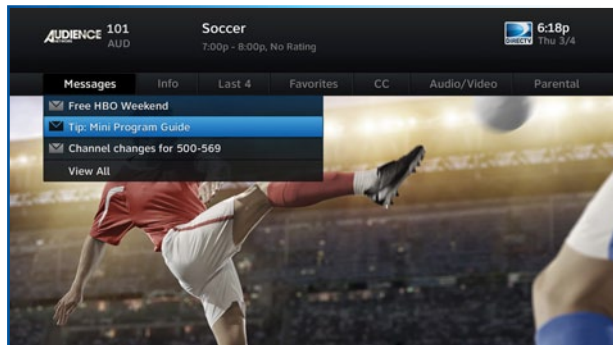 AUDIENCE 101
NETWORK
AUD
Soccer
7:00p - 8:00p, No Rating
DIRECTV
6:18p
Thu 3/4
Messages Info Last 4 Favorites CC Audio/Video Parental
Free HBO Weekend
Tip: Mini Program Guide
Channel changes for 500-569
View All